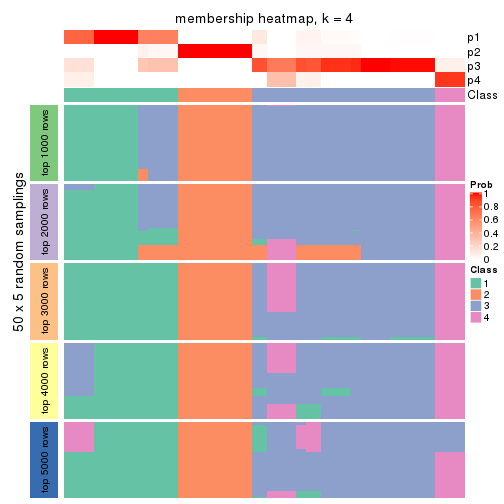 membership heatmap, k = 4
p1
p2
p3
p4
Class
50 x 5 random samplings
top 1000 rows
top 2000 rows
top 3000 rows
top 4000 rows
top 5000 rows
Prob
1
0.8
0.6
0.4
0.2
0
Class
1
2
3
4